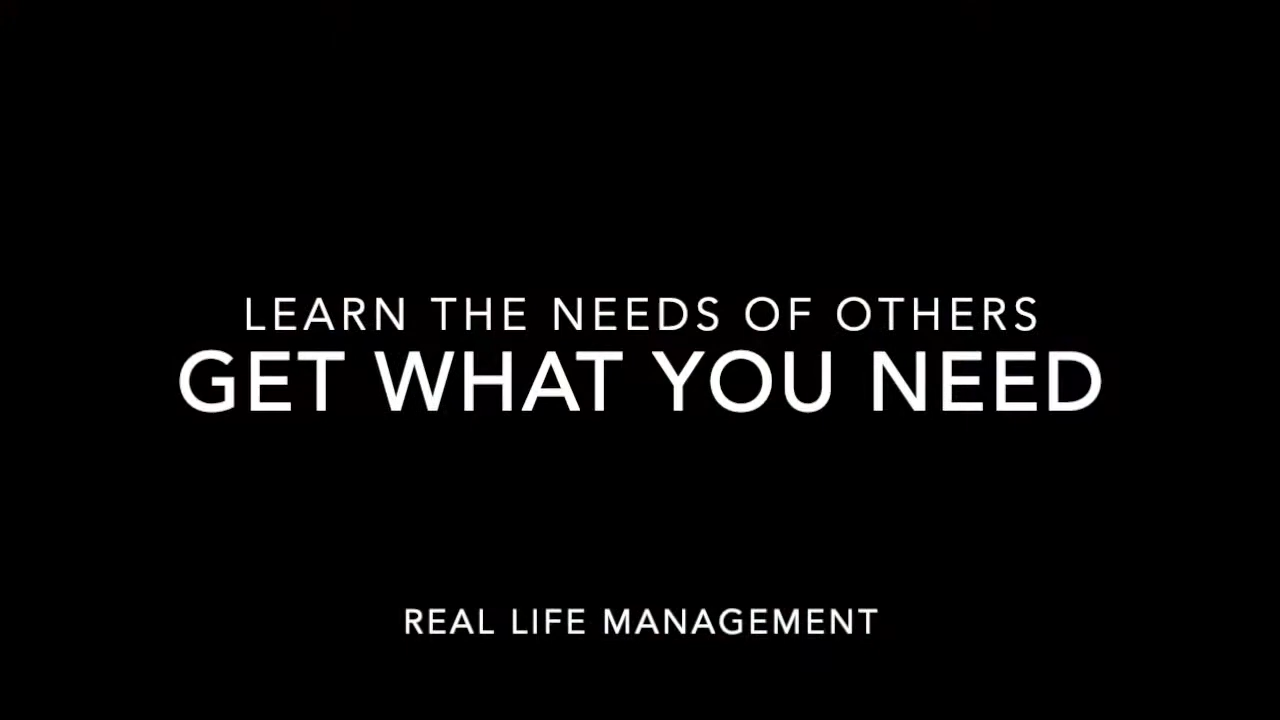 LEARN THE NEEDS OF OTHERS
GET WHAT YOU NEED
REAL LIFE MANAGEMENT